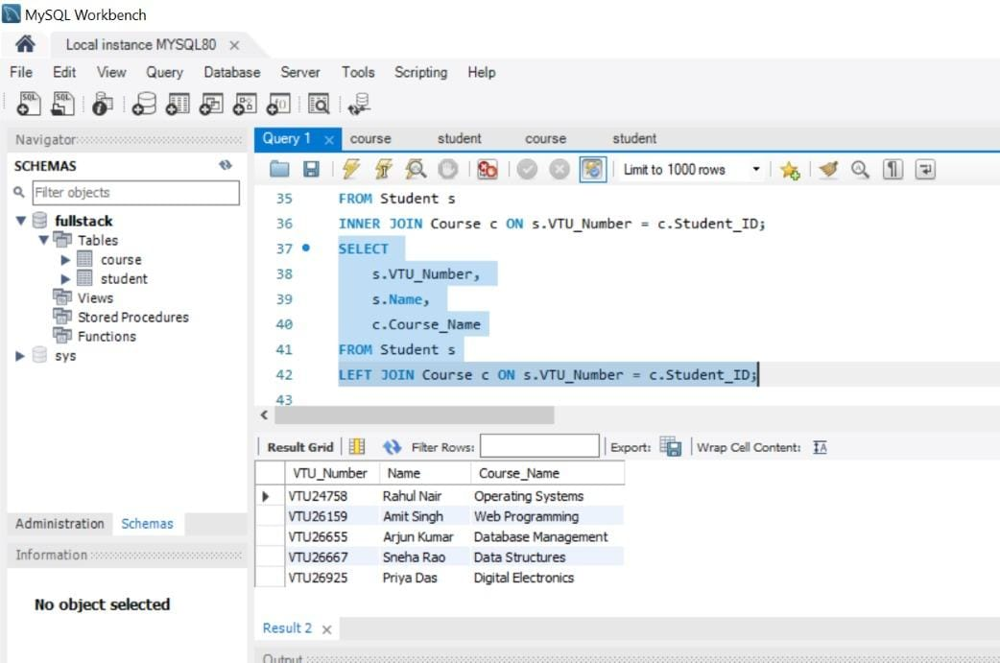 MySQL Workbench
Local instance MYSQL80
File Edit View Query Database Server Tools Scripting Help
Navigator
SCHEMAS
Filter objects
fullstack
Tables
course
student
Views
Stored Procedures
Functions
sys
Administration Schemas
Information
No object selected
Query 1 course student course student
Limit to 1000 rows
35 FROM Student s
36 INNER JOIN Course c ON s.VTU_Number = c.Student_ID;
37 SELECT
38 s.VTU_Number,
39 s.Name,
40 c.Course_Name
41 FROM Student s
42 LEFT JOIN Course c ON s.VTU_Number = c.Student_ID;
43
Result Grid Filter Rows: Export: Wrap Cell Content:
VTU_Number Name Course_Name
VTU24758 Rahul Nair Operating Systems
VTU26159 Amit Singh Web Programming
VTU26655 Arjun Kumar Database Management
VTU26667 Sneha Rao Data Structures
VTU26925 Priya Das Digital Electronics
Result 2
Output